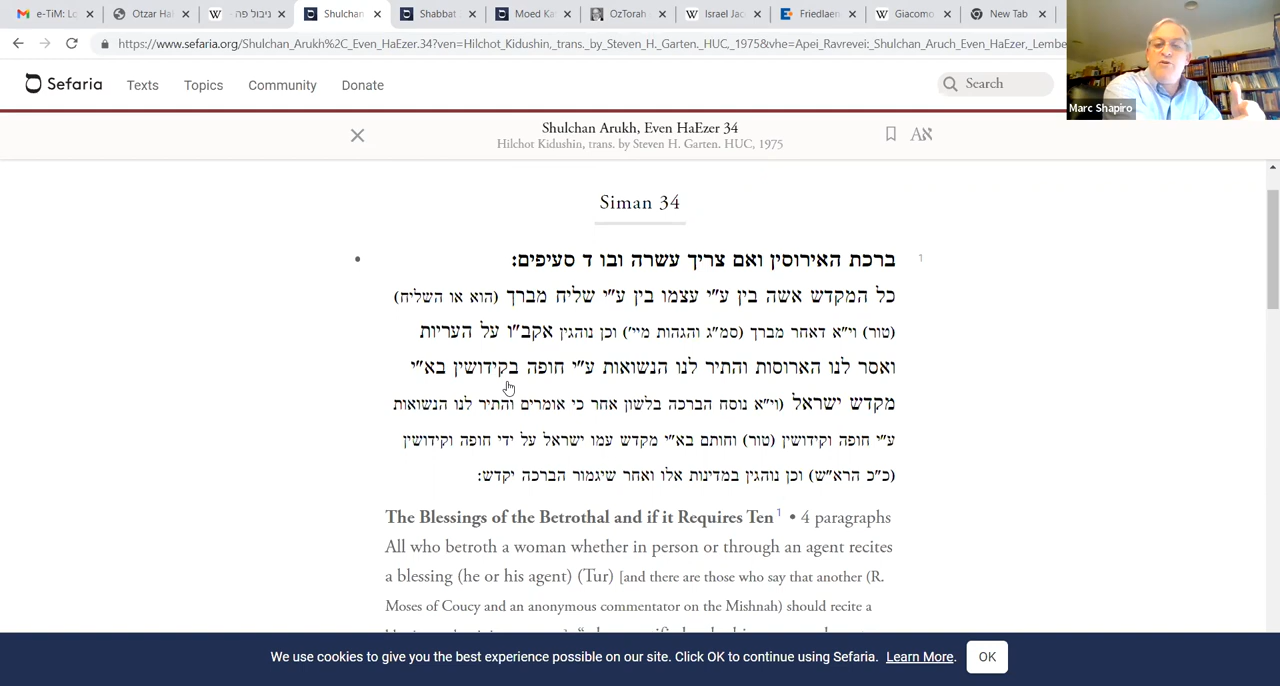 e-TiM: Lo
Otzar Ha
ניבול פה -
Shulchan
Shabbat
Moed Ka
OzTorah
Israel Jac
Friedlaen
Giacomo
New Tab
https://www.sefaria.org/Shulchan_Arukh%2C_Even_HaEzer.34?ven=H chot_Kidushin,_trans._by_Steven_H._Garten._HUC,_1975&vhe=Apei_Ravrevei:_Shulchan_Aruch_Even_HaEzer,_Lembe
Sefaria
Texts
Topics
Community
Donate
Search
Marc Shapiro
Shulchan Arukh, Even HaEzer 34
Hilchot Kidushin, trans. by Steven H. Garten. HUC, 1975
Siman 34
1
ברכת האירוסין ואם צריך עשרה ובו ד סעיפים:
כל המקדש אשה בין ע״י עצמו בין ע״י שליח מברך (הוא או השליח)
(טור) וי״א דאחר מברך (סמ״ג והגהות מיי׳) וכן נוהגין אקב״ו על העריות
ואסר לנו הארוסות והתיר לנו הנשואות ע״י חופה בקידושין בא״י
מקדש ישראל (וי״א נוסח הברכה בלשון אחר כי אומרים והתיר לנו הנשואות
ע״י חופה וקידושין (טור) וחותם בא״י מקדש עמו ישראל על ידי חופה וקידושין
(כ״כ הרא״ש) וכן נוהגין במדינות אלו ואחר שיגמור הברכה יקדש:
The Blessings of the Betrothal and if it Requires Ten 1 • 4 paragraphs
All who betroth a woman whether in person or through an agent recites
a blessing (he or his agent) (Tur) [and there are those who say that another (R.
Moses of Coucy and an anonymous commentator on the Mishnah) should recite a
We use cookies to give you the best experience possible on our site. Click OK to continue using Sefaria. Learn More.
OK